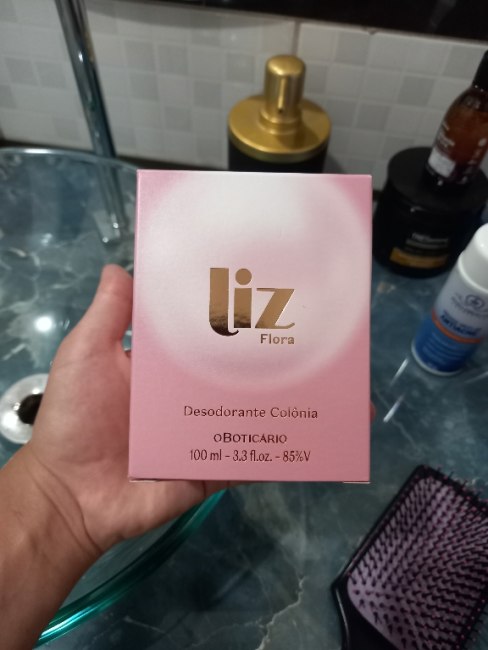 liz
Flora
Desodorante Colônia
oBOTICÁRIO
100 ml - 3.3 fl.oz. - 85%V